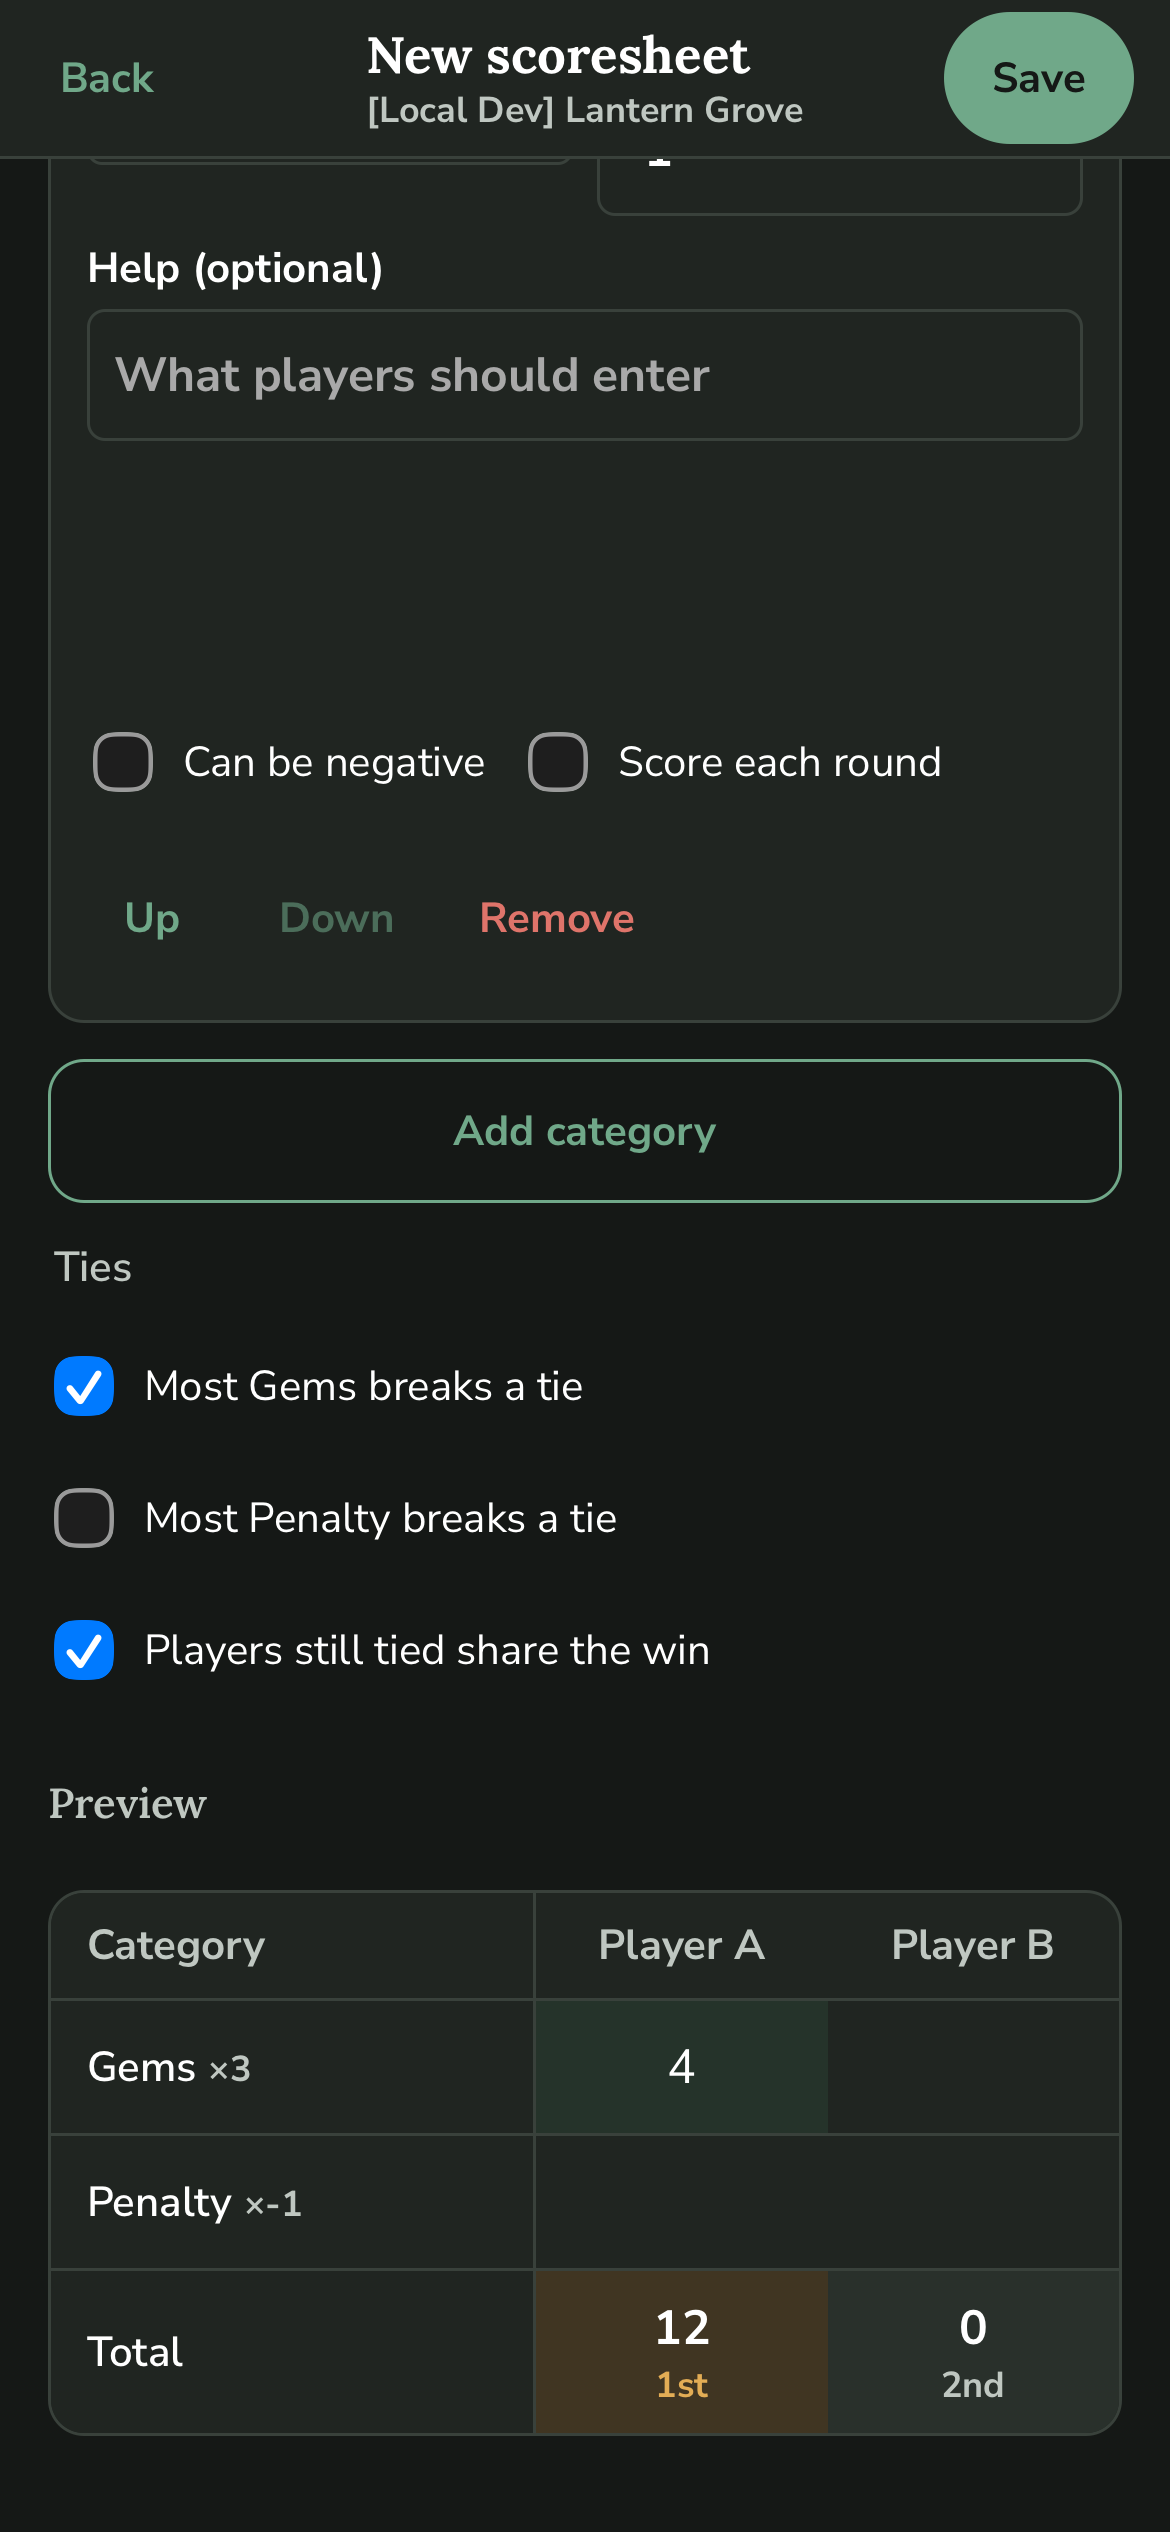 Back
New scoresheet
[Local Dev] Lantern Grove
Save
Help (optional)
What players should enter
Can be negative
Score each round
Up
Down
Remove
Add category
Ties
Most Gems breaks a tie
Most Penalty breaks a tie
Players still tied share the win
Preview
Category
Player A
Player B
Gems ×3
4
Penalty ×-1
Total
12
1st
0
2nd